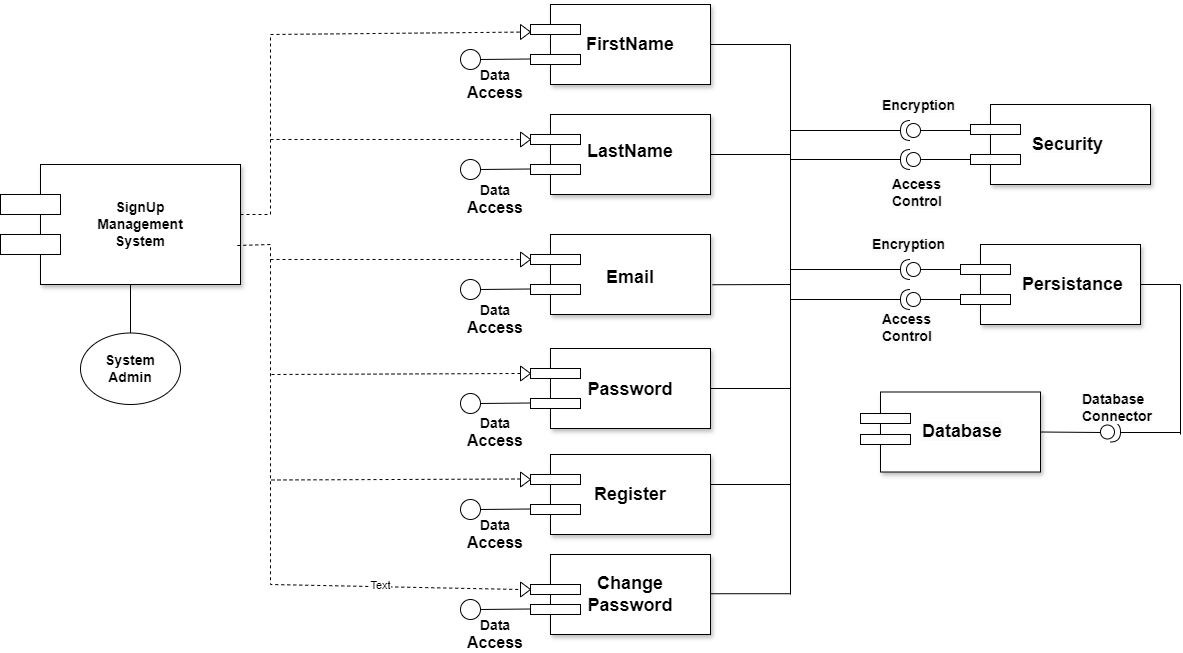 FirstName
Data
Access
Encryption
LastName
Security
Data
Access
Access
Control
SignUp
Management
System
Encryption
Email
Persistance
Data
Access
Access
Control
System
Admin
Password
Database
Connector
Data
Access
Database
Register
Data
Access
Text
Change
Password
Data
Access